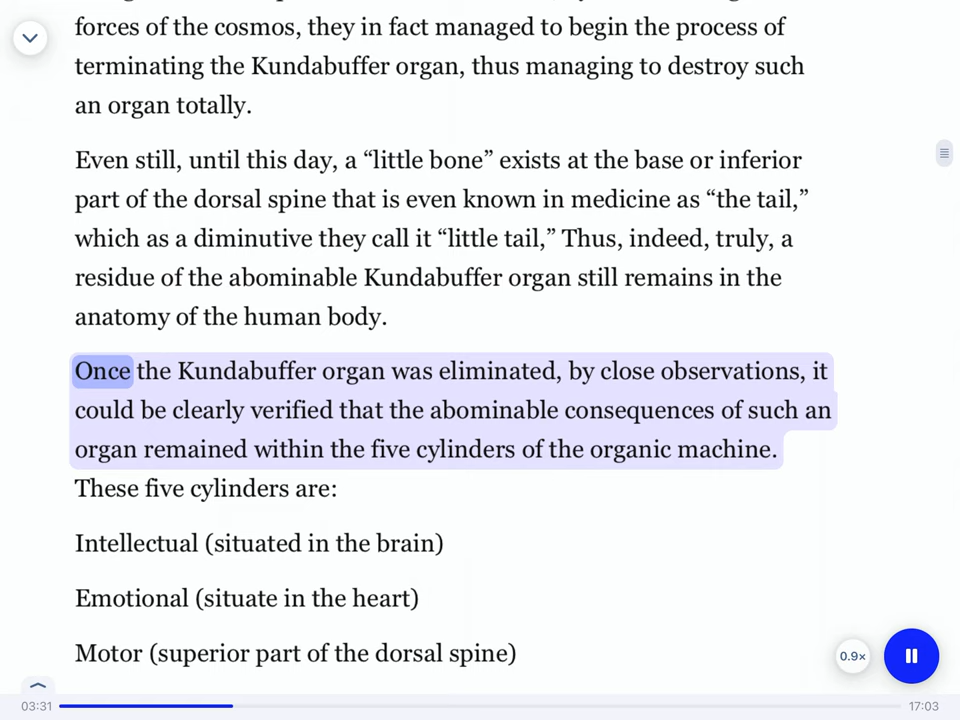 forces of the cosmos, they in fact managed to begin the process of
terminating the Kundabuffer organ, thus managing to destroy such
an organ totally.
Even still, until this day, a “little bone” exists at the base or inferior
part of the dorsal spine that is even known in medicine as “the tail,”
which as a diminutive they call it “little tail,” Thus, indeed, truly, a
residue of the abominable Kundabuffer organ still remains in the
anatomy of the human body.
Once the Kundabuffer organ was eliminated, by close observations, it
could be clearly verified that the abominable consequences of such an
organ remained within the five cylinders of the organic machine.
These five cylinders are:
Intellectual (situated in the brain)
Emotional (situate in the heart)
Motor (superior part of the dorsal spine)
0.9×
03:31
17:03